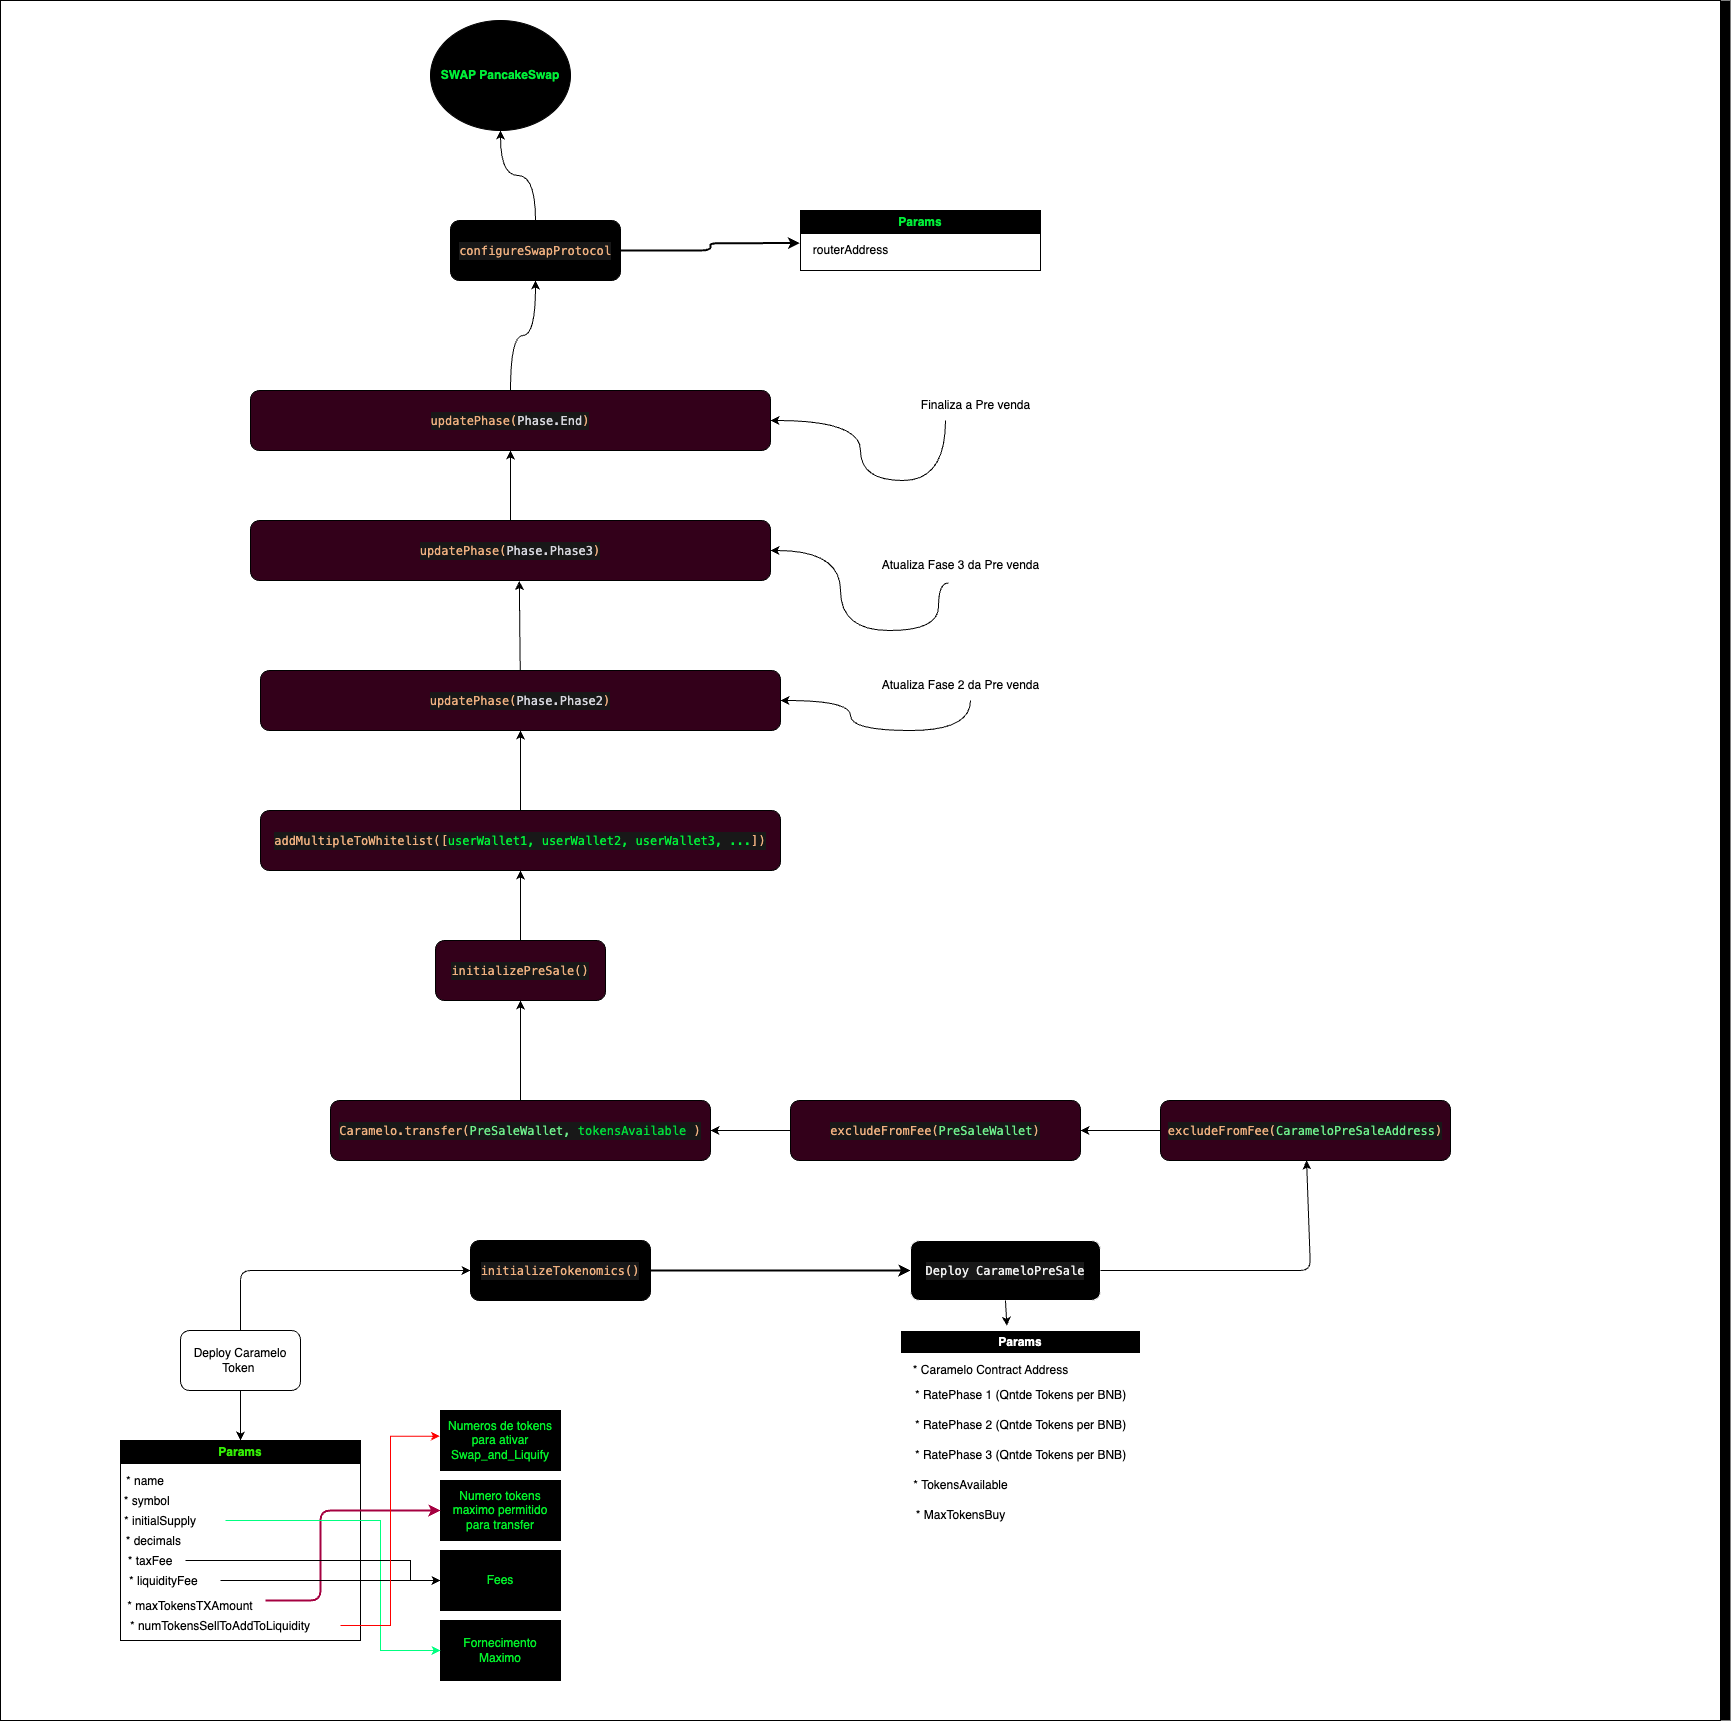 SWAP PancakeSwap
configureSwapProtocol
Params
routerAddress
updatePhase(Phase.End)
Finaliza a Pre venda
updatePhase(Phase.Phase3)
Atualiza Fase 3 da Pre venda
updatePhase(Phase.Phase2)
Atualiza Fase 2 da Pre venda
addMultipleToWhitelist([userWallet1, userWallet2, userWallet3, ...])
initializePreSale()
Caramelo.transfer(PreSaleWallet, tokensAvailable )
excludeFromFee(PreSaleWallet)
excludeFromFee(CarameloPreSaleAddress)
initializeTokenomics()
Deploy CarameloPreSale
Deploy Caramelo
Token
Params
* Caramelo Contract Address
* RatePhase 1 (Qntde Tokens per BNB)
* RatePhase 2 (Qntde Tokens per BNB)
* RatePhase 3 (Qntde Tokens per BNB)
* TokensAvailable
* MaxTokensBuy
Params
* name
* symbol
* initialSupply
* decimals
* taxFee
* liquidityFee
* maxTokensTXAmount
* numTokensSellToAddToLiquidity
Numeros de tokens
para ativar
Swap_and_Liquify
Numero tokens
maximo permitido
para transfer
Fees
Fornecimento
Maximo